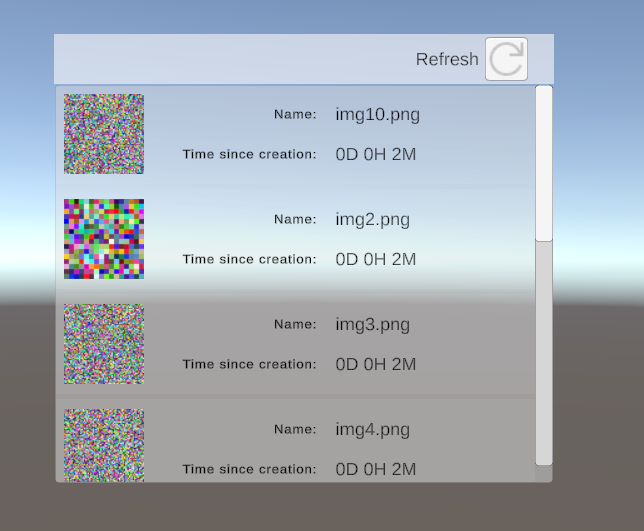 Refresh
Name: img10.png
Time since creation: 0D 0H 2M
Name: img2.png
Time since creation: 0D 0H 2M
Name: img3.png
Time since creation: 0D 0H 2M
Name: img4.png
Time since creation: 0D 0H 2M